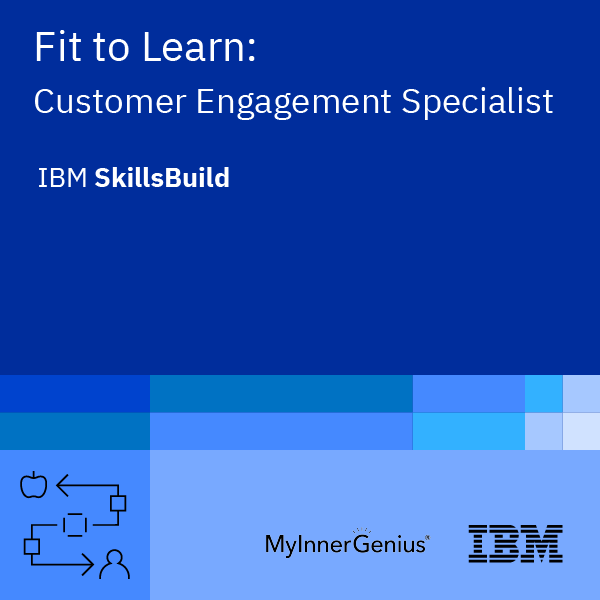 Fit to Learn:
Customer Engagement Specialist
IBM SkillsBuild
MyInnerGenius®
IBM